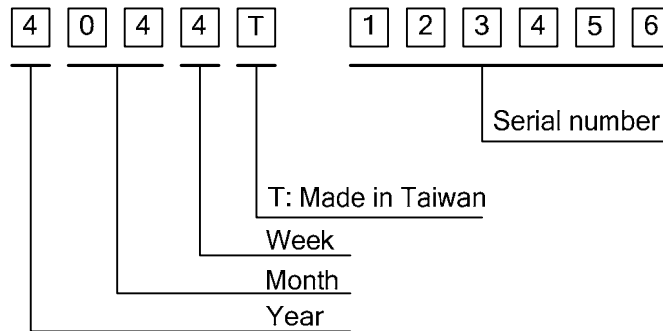 4 0 4 4 T 1 2 3 4 5 6
Serial number
T: Made in Taiwan
Week
Month
Year